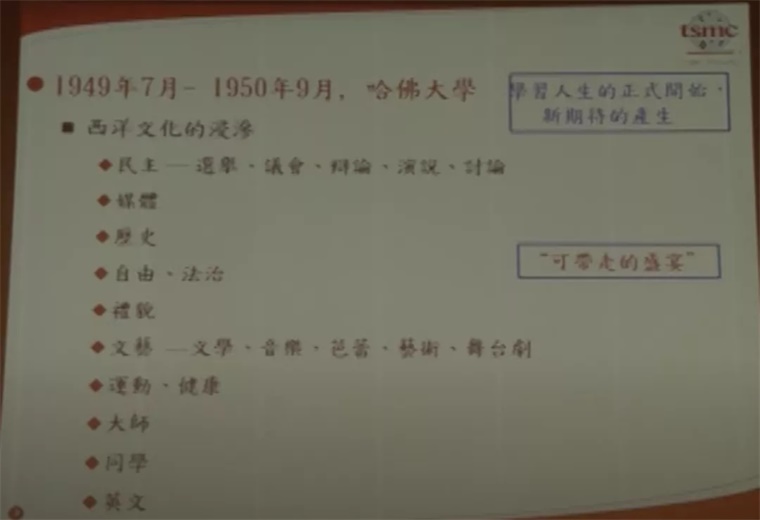 tsmc
1949年7月- 1950年9月, 哈佛大學
學習人生的正式開始,
新期待的產生
西洋文化的浸滲
民主 — 選舉、議會、辯論、演說、討論
媒體
歷史
自由、法治
“可帶走的盛宴”
禮貌
文藝 — 文學、音樂、芭蕾、藝術、舞台劇
運動、健康
大師
同學
英文